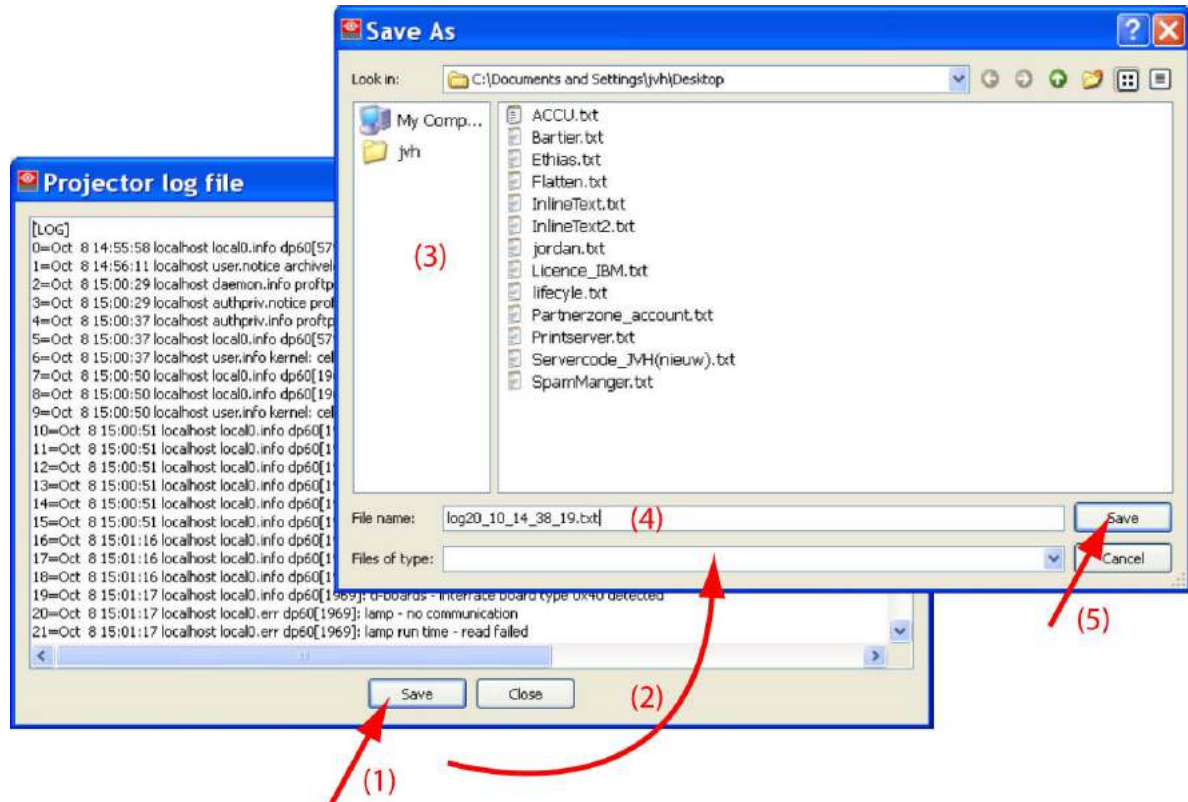 Save As
Look in:
C:\Documents and Settings\jvh\Desktop
My Comp...
jvh
ACCU.txt
Bartier.txt
Ethias.txt
Flatten.txt
InlineText.txt
InlineText2.txt
jordan.txt
Licence_IBM.txt
lifecyle.txt
Partnerzone_account.txt
Printserver.txt
Servercode_JVH(nieuw).txt
SpamManger.txt
(3)
File name:
log20_10_14_38_19.txt
(4)
Save
Files of type:
Cancel
(5)
Projector log file
[LOG]
0=Oct 8 14:55:58 localhost local0.info dp60[57
1=Oct 8 14:56:11 localhost user.notice archivel
2=Oct 8 15:00:29 localhost daemon.info proftp
3=Oct 8 15:00:29 localhost authpriv.notice prof
4=Oct 8 15:00:37 localhost authpriv.info proftp
5=Oct 8 15:00:37 localhost local0.info dp60[57
6=Oct 8 15:00:37 localhost user.info kernel: cel
7=Oct 8 15:00:50 localhost local0.info dp60[19
8=Oct 8 15:00:50 localhost local0.info dp60[19
9=Oct 8 15:00:50 localhost user.info kernel: cel
10=Oct 8 15:00:51 localhost local0.info dp60[1
11=Oct 8 15:00:51 localhost local0.info dp60[1
12=Oct 8 15:00:51 localhost local0.info dp60[1
13=Oct 8 15:00:51 localhost local0.info dp60[1
14=Oct 8 15:00:51 localhost local0.info dp60[1
15=Oct 8 15:00:51 localhost local0.info dp60[1
16=Oct 8 15:01:16 localhost local0.info dp60[1
17=Oct 8 15:01:16 localhost local0.info dp60[1
18=Oct 8 15:01:16 localhost local0.info dp60[1
19=Oct 8 15:01:17 localhost local0.info dp60[1969]: d-boards - interface board type 0x40 detected
20=Oct 8 15:01:17 localhost local0.err dp60[1969]: lamp - no communication
21=Oct 8 15:01:17 localhost local0.err dp60[1969]: lamp run time - read failed
Save
Close
(2)
(1)